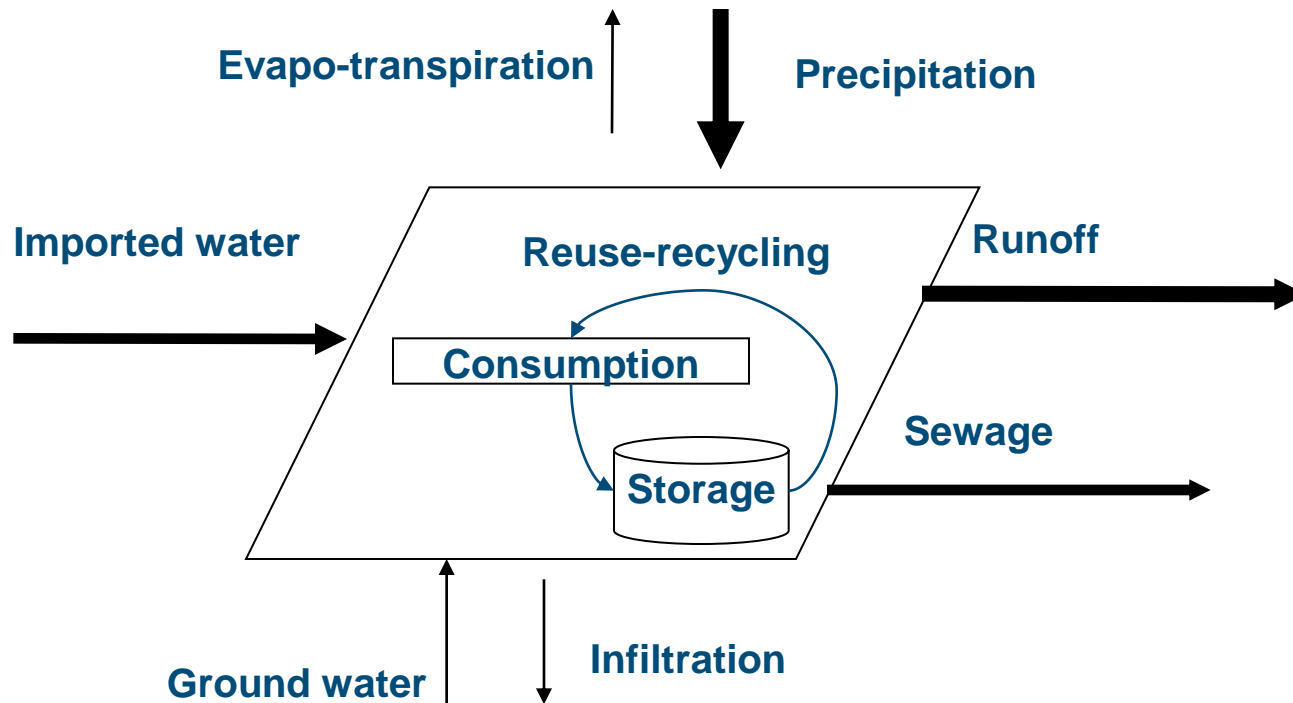 Evapo-transpiration
Precipitation
Imported water
Reuse-recycling
Runoff
Consumption
Sewage
Storage
Infiltration
Ground water